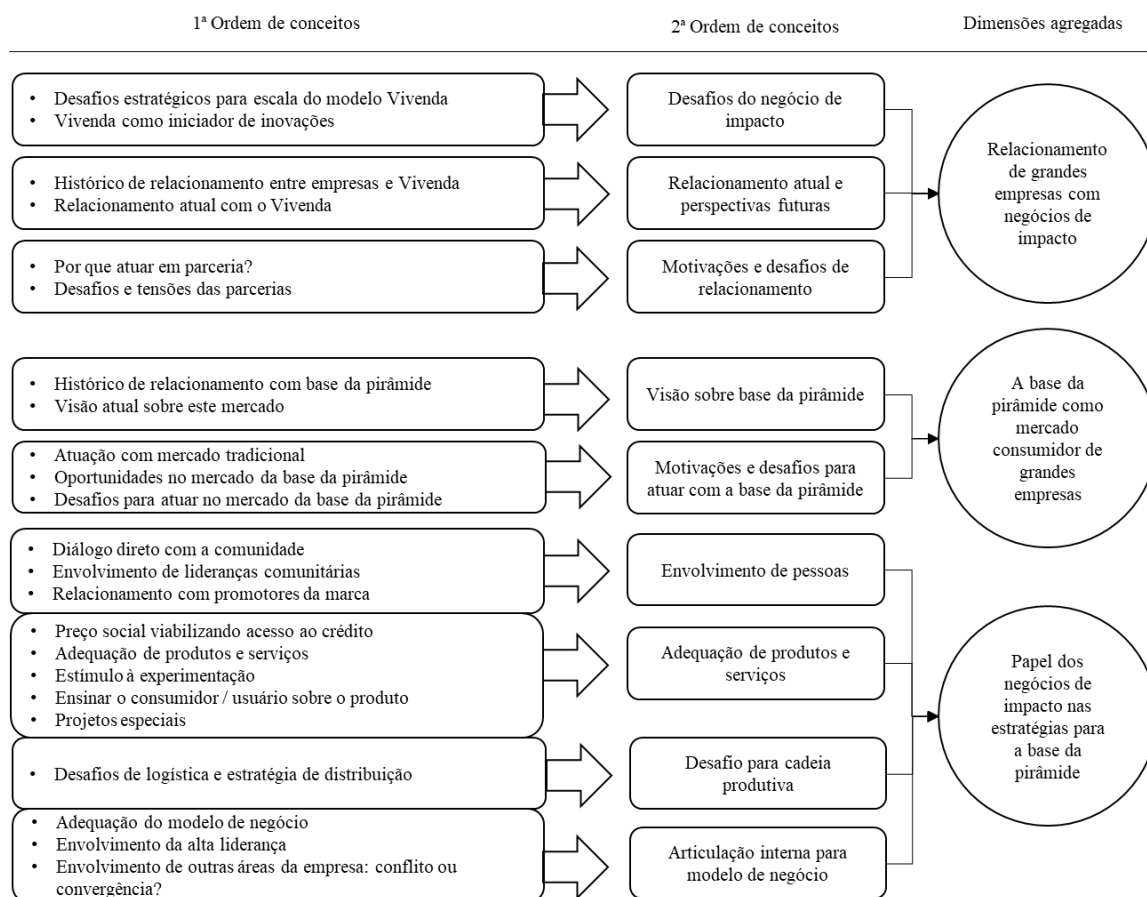 1ª Ordem de conceitos
2ª Ordem de conceitos
Dimensões agregadas
• Desafios estratégicos para escala do modelo Vivenda
• Vivenda como iniciador de inovações
Desafios do negócio de
impacto
• Histórico de relacionamento entre empresas e Vivenda
• Relacionamento atual com o Vivenda
Relacionamento atual e
perspectivas futuras
• Por que atuar em parceria?
• Desafios e tensões das parcerias
Motivações e desafios de
relacionamento
Relacionamento
de grandes
empresas com
negócios de
impacto
• Histórico de relacionamento com base da pirâmide
• Visão atual sobre este mercado
Visão sobre base da pirâmide
• Atuação com mercado tradicional
• Oportunidades no mercado da base da pirâmide
• Desafios para atuar no mercado da base da pirâmide
Motivações e desafios para
atuar com a base da pirâmide
A base da
pirâmide como
mercado
consumidor de
grandes
empresas
• Diálogo direto com a comunidade
• Envolvimento de lideranças comunitárias
• Relacionamento com promotores da marca
Envolvimento de pessoas
• Preço social viabilizando acesso ao crédito
• Adequação de produtos e serviços
• Estímulo à experimentação
• Ensinar o consumidor / usuário sobre o produto
• Projetos especiais
Adequação de produtos e
serviços
• Desafios de logística e estratégia de distribuição
Desafio para cadeia
produtiva
• Adequação do modelo de negócio
• Envolvimento da alta liderança
• Envolvimento de outras áreas da empresa: conflito ou
convergência?
Articulação interna para
modelo de negócio
Papel dos
negócios de
impacto nas
estratégias para
a base da
pirâmide